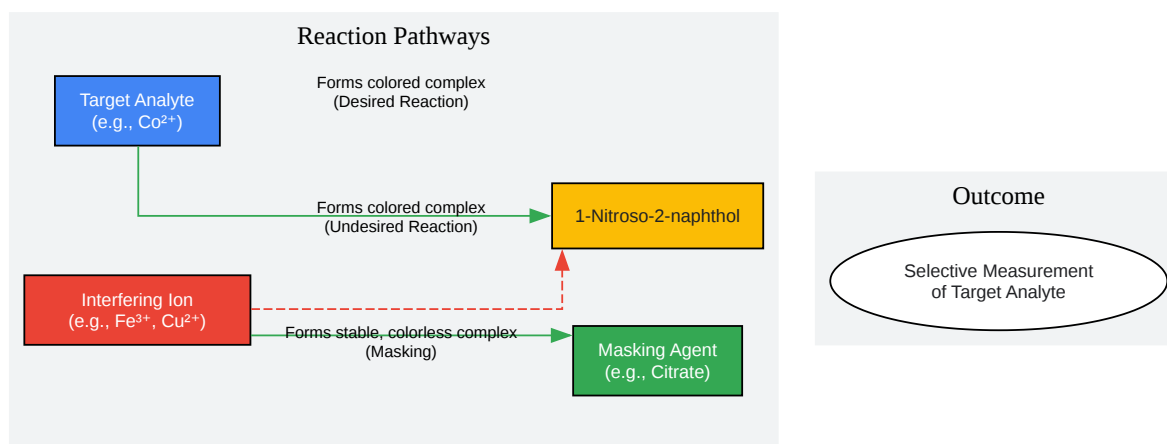 Reaction Pathways
Forms colored complex
(Desired Reaction)
Target Analyte
(e.g., Co²⁺)
Forms colored complex
(Undesired Reaction)
1-Nitroso-2-naphthol
Interfering Ion
(e.g., Fe³⁺, Cu²⁺)
Forms stable, colorless complex
(Masking)
Masking Agent
(e.g., Citrate)
Outcome
Selective Measurement
of Target Analyte